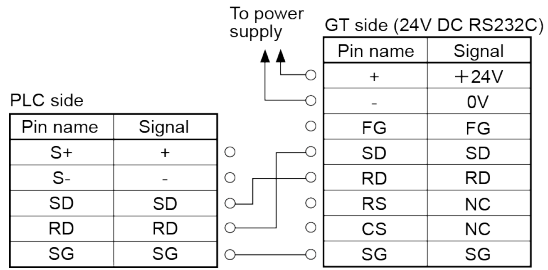 To power
supply
GT side (24V DC RS232C)
Pin name Signal
+ +24V
- 0V
FG FG
SD SD
RD RD
RS NC
CS NC
SG SG
PLC side
Pin name Signal
S+ +
S- -
SD SD
RD RD
SG SG